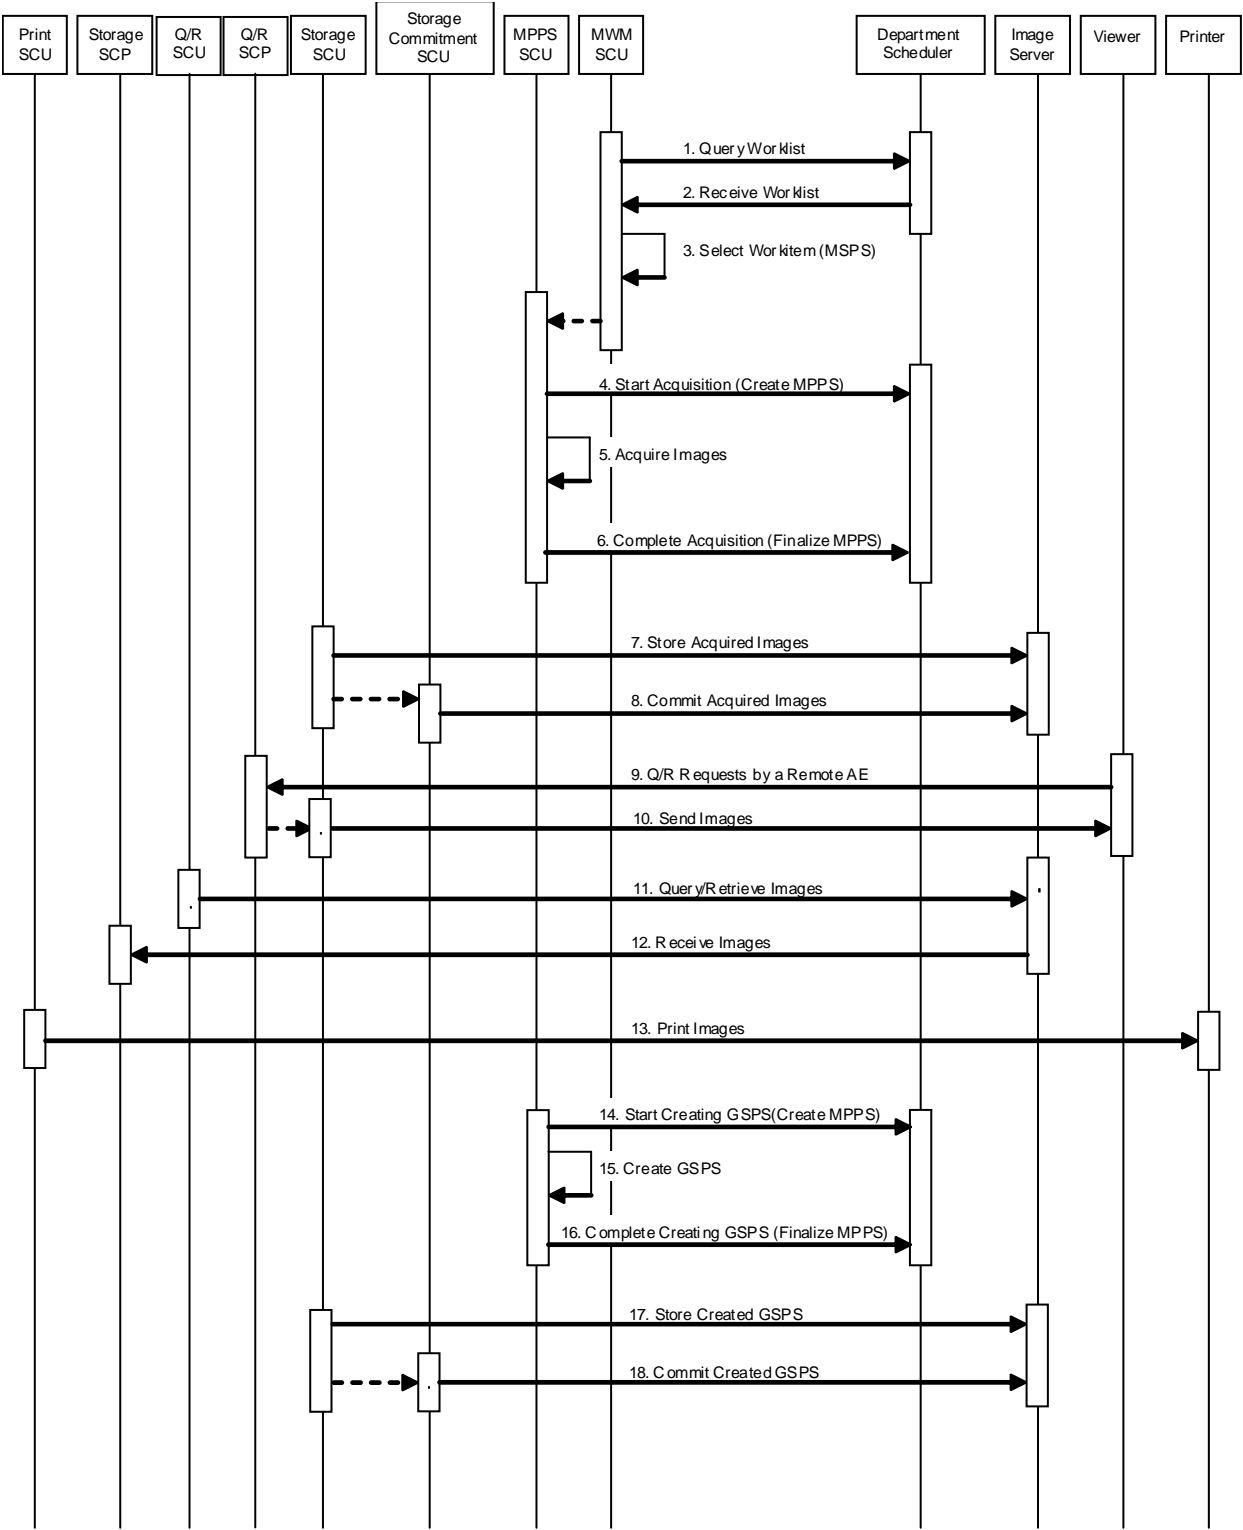 Print
SCU
Storage
SCP
Q/R
SCU
Q/R
SCP
Storage
SCU
Storage
Commitment
SCU
MPPS
SCU
MWM
SCU
Department
Scheduler
Image
Server
Viewer
Printer
1. Query Worklist
2. Receive Worklist
3. Select Workitem (MSPS)
4. Start Acquisition (Create MPPS)
5. Acquire Images
6. Complete Acquisition (Finalize MPPS)
7. Store Acquired Images
8. Commit Acquired Images
9. Q/R Requests by a Remote AE
10. Send Images
11. Query/Retrieve Images
12. Receive Images
13. Print Images
14. Start Creating GSPS(Create MPPS)
15. Create GSPS
16. Complete Creating GSPS (Finalize MPPS)
17. Store Created GSPS
18. Commit Created GSPS